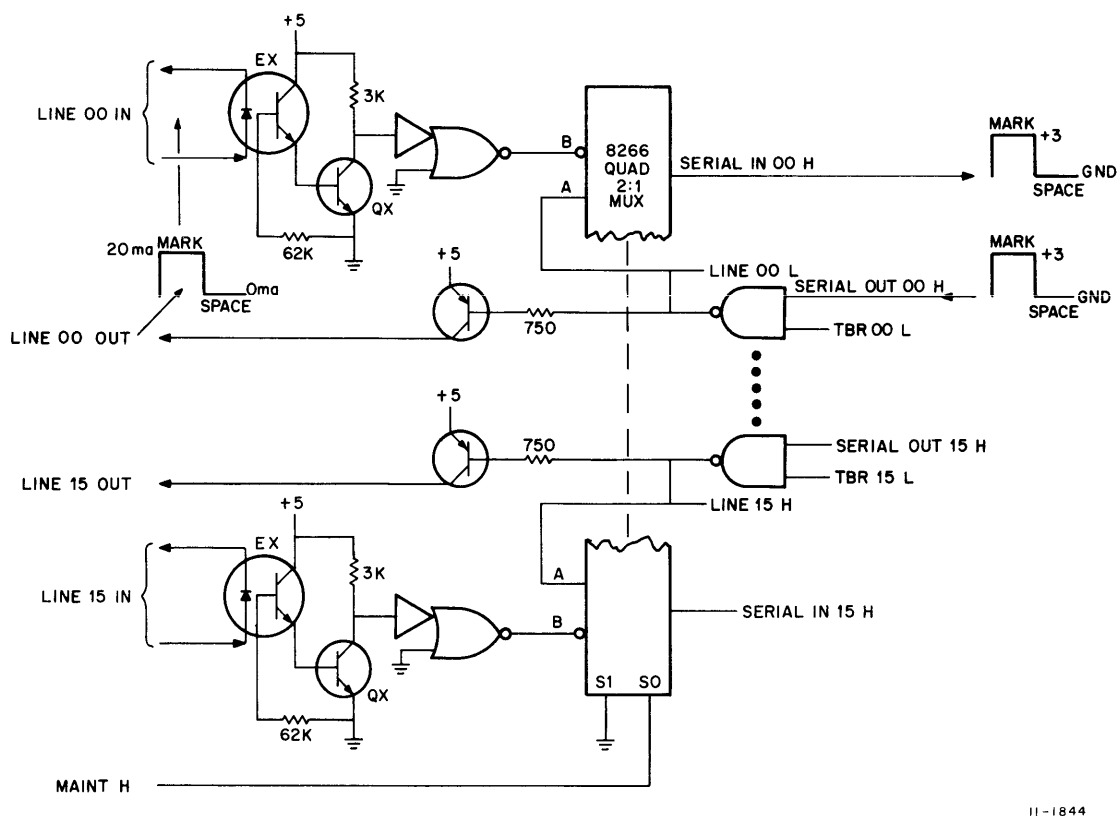 +5
EX
LINE 00 IN
3K
QX
62K
B
A
8266
QUAD
2:1
MUX
SERIAL IN 00 H
MARK
+3
GND
SPACE
20ma
MARK
0ma
SPACE
LINE 00 OUT
+5
750
LINE 00 L
SERIAL OUT 00 H
TBR 00 L
MARK
+3
GND
SPACE
+5
750
SERIAL OUT 15 H
TBR 15 L
LINE 15 OUT
LINE 15 H
+5
EX
LINE 15 IN
3K
QX
62K
A
B
SERIAL IN 15 H
S1 S0
MAINT H
11-1844